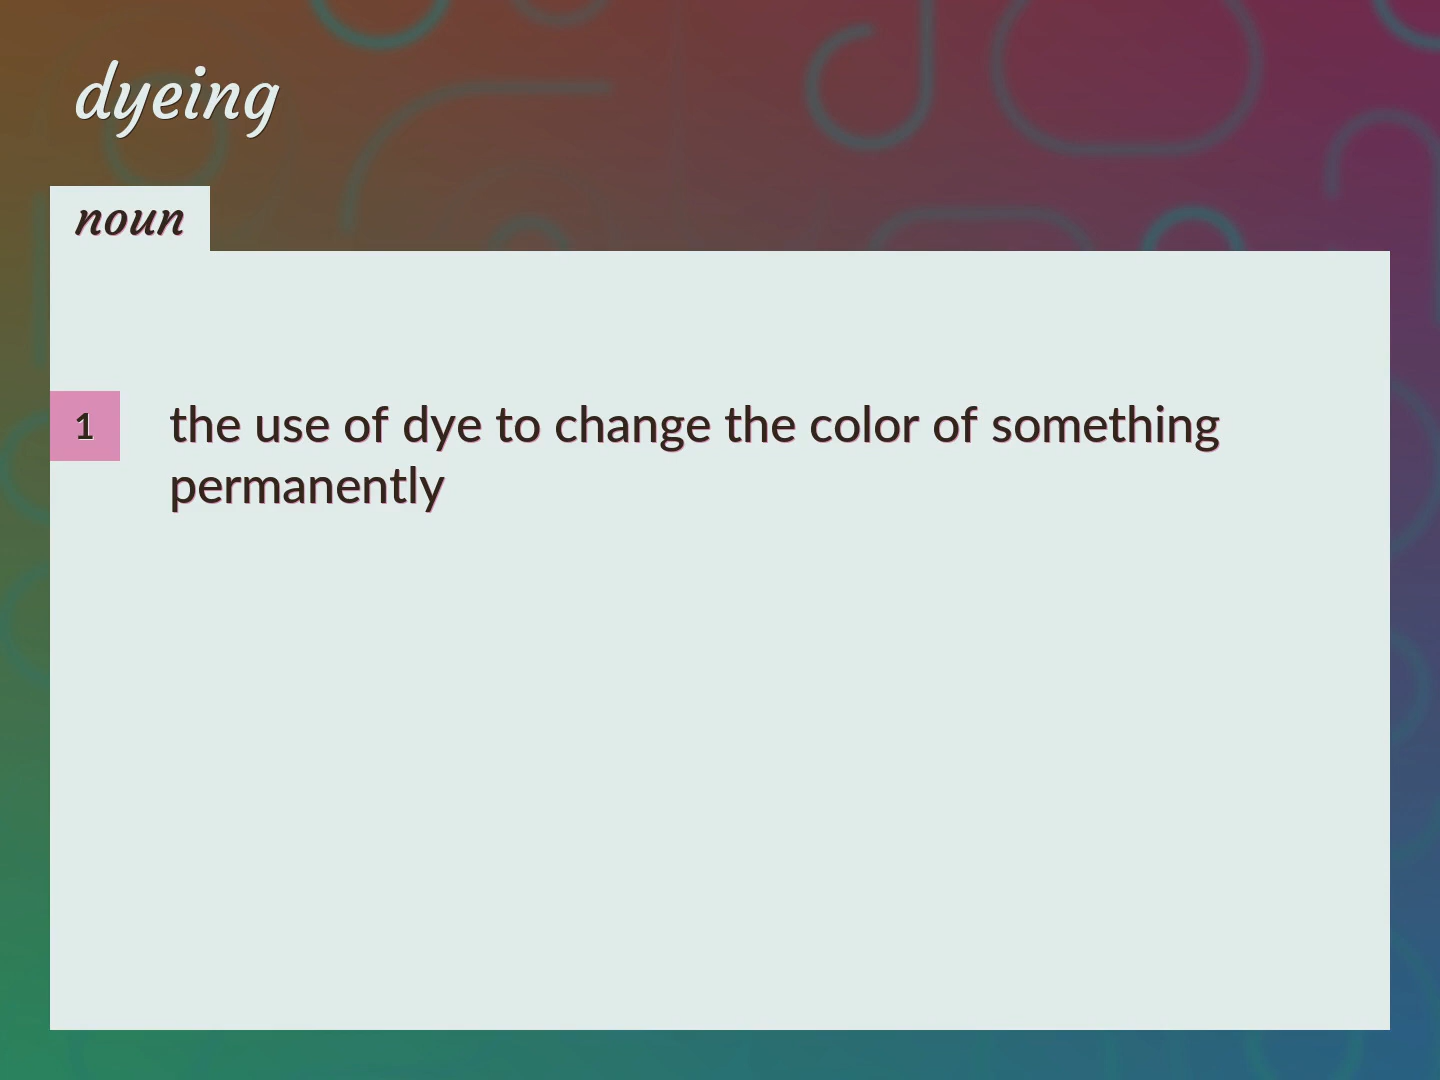 dyeing
noun
1
the use of dye to change the color of something
permanently